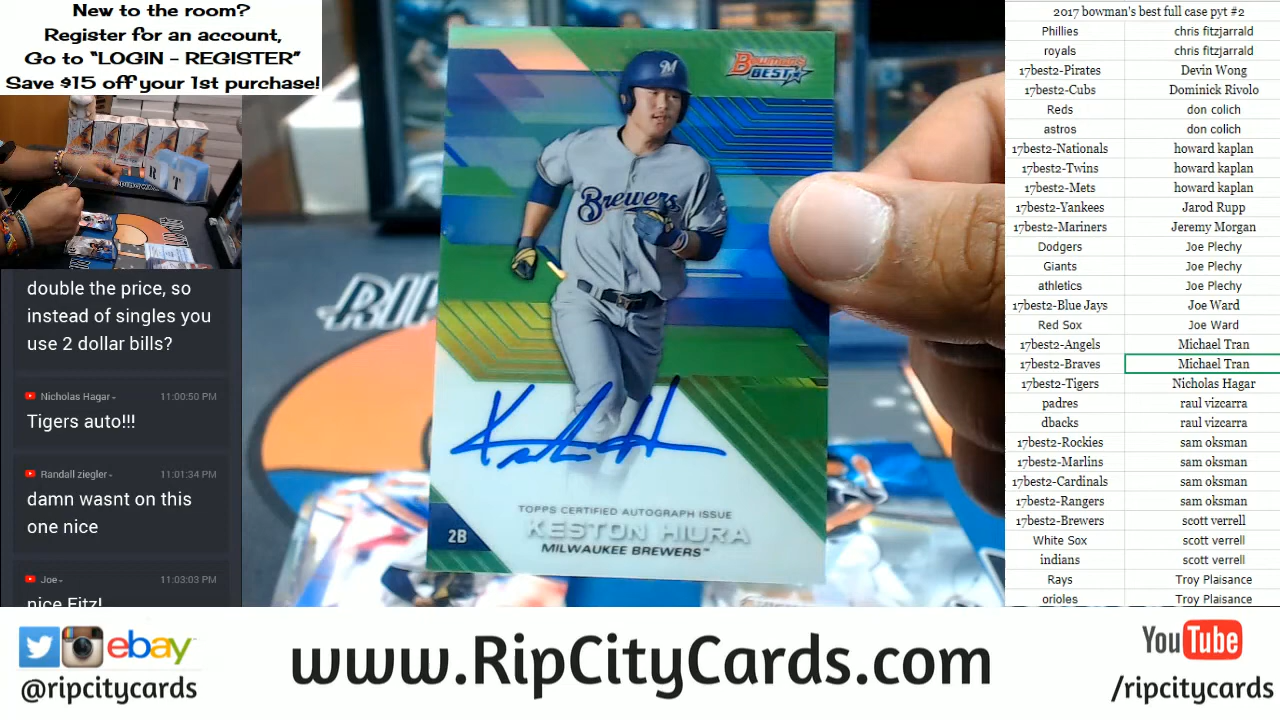 New to the room?
Register for an account,
Go to “LOGIN - REGISTER”
Save $15 off your 1st purchase!
double the price, so
instead of singles you
use 2 dollar bills?
Nicholas Hagar
11:00:50 PM
Tigers auto!!!
Randall ziegler
11:01:34 PM
damn wasnt on this
one nice
Joe
11:03:03 PM
nice Fitz!
Bowman's
BEST
M
Brewers
TOPPS CERTIFIED AUTOGRAPH ISSUE
KESTON HIURA
2B
MILWAUKEE BREWERS™
RIP
2017 bowman's best full case pyt #2
Phillies chris fitzjarrald
royals chris fitzjarrald
17best2-Pirates Devin Wong
17best2-Cubs Dominick Rivolo
Reds don colich
astros don colich
17best2-Nationals howard kaplan
17best2-Twins howard kaplan
17best2-Mets howard kaplan
17best2-Yankees Jarod Rupp
17best2-Mariners Jeremy Morgan
Dodgers Joe Plechy
Giants Joe Plechy
athletics Joe Plechy
17best2-Blue Jays Joe Ward
Red Sox Joe Ward
17best2-Angels Michael Tran
17best2-Braves Michael Tran
17best2-Tigers Nicholas Hagar
padres raul vizcarra
dbacks raul vizcarra
17best2-Rockies sam oksman
17best2-Marlins sam oksman
17best2-Cardinals sam oksman
17best2-Rangers sam oksman
17best2-Brewers scott verrell
White Sox scott verrell
indians scott verrell
Rays Troy Plaisance
orioles Troy Plaisance
ebay
@ripcitycards
www.RipCityCards.com
YouTube
/ripcitycards